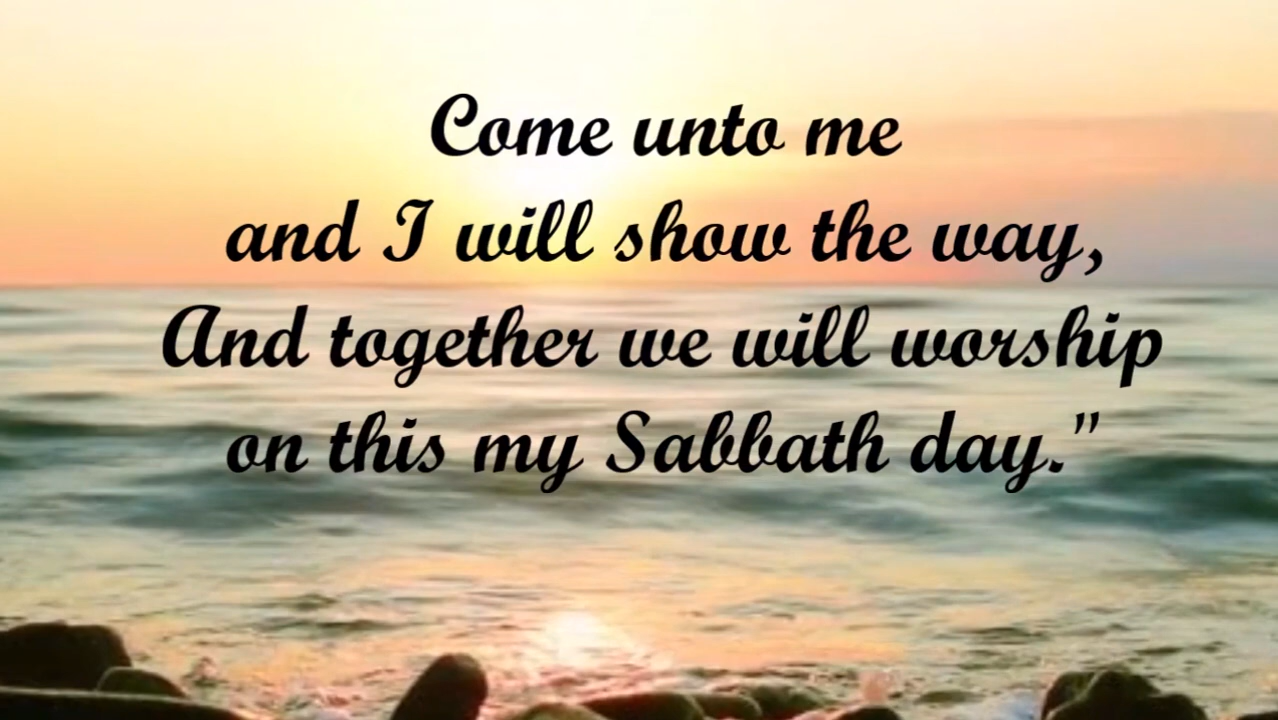 Come unto me
and I will show the way,
And together we will worship
on this my Sabbath day."